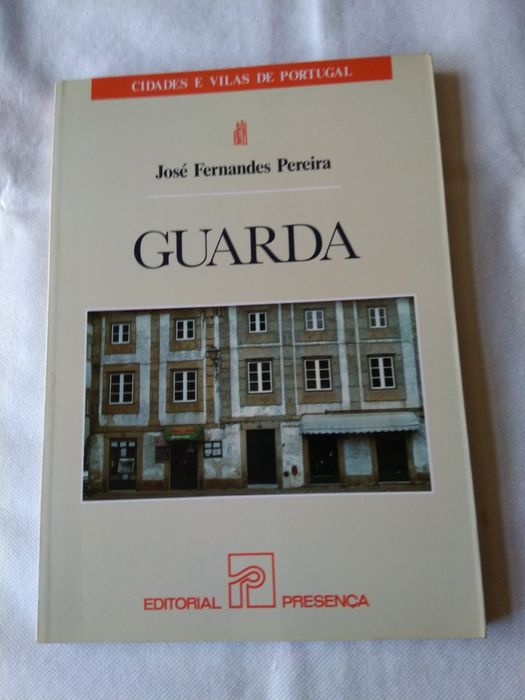 CIDADES E VILAS DE PORTUGAL
José Fernandes Pereira
GUARDA
EDITORIAL PRESENÇA